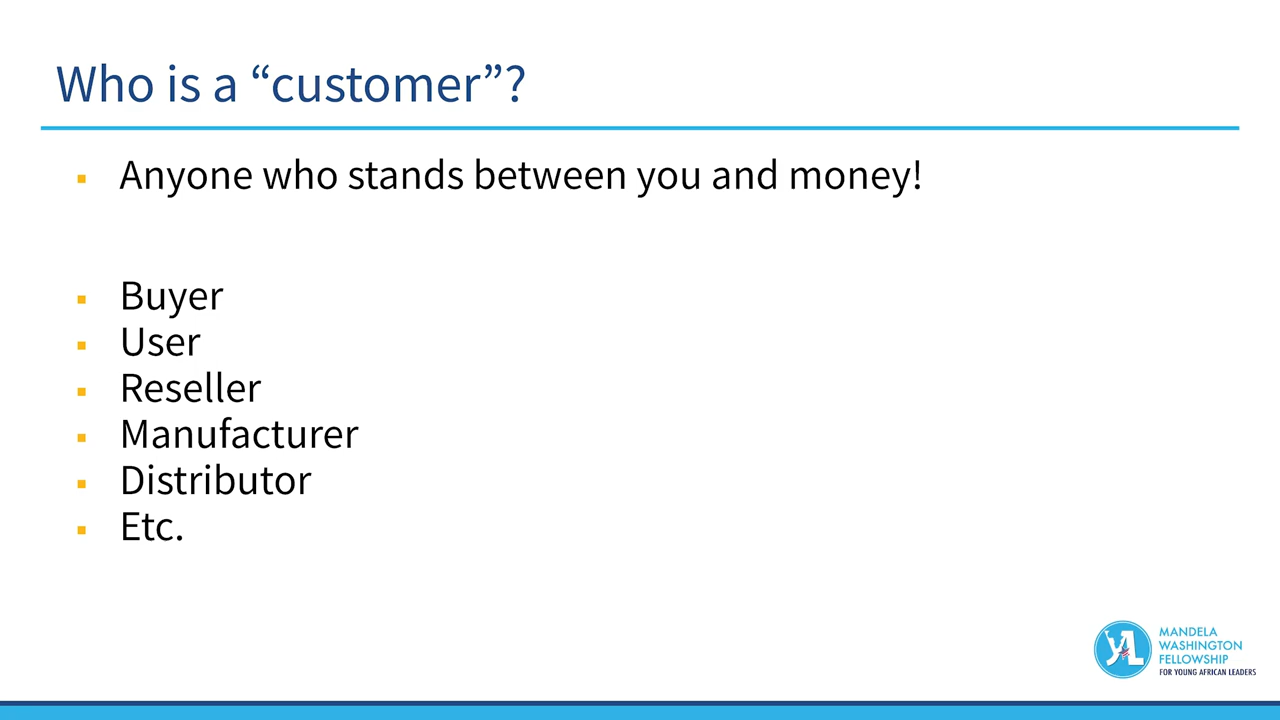 Who is a “customer”?
▪ Anyone who stands between you and money!
▪ Buyer
▪ User
▪ Reseller
▪ Manufacturer
▪ Distributor
▪ Etc.
YAL
MANDELA
WASHINGTON
FELLOWSHIP
FOR YOUNG AFRICAN LEADERS